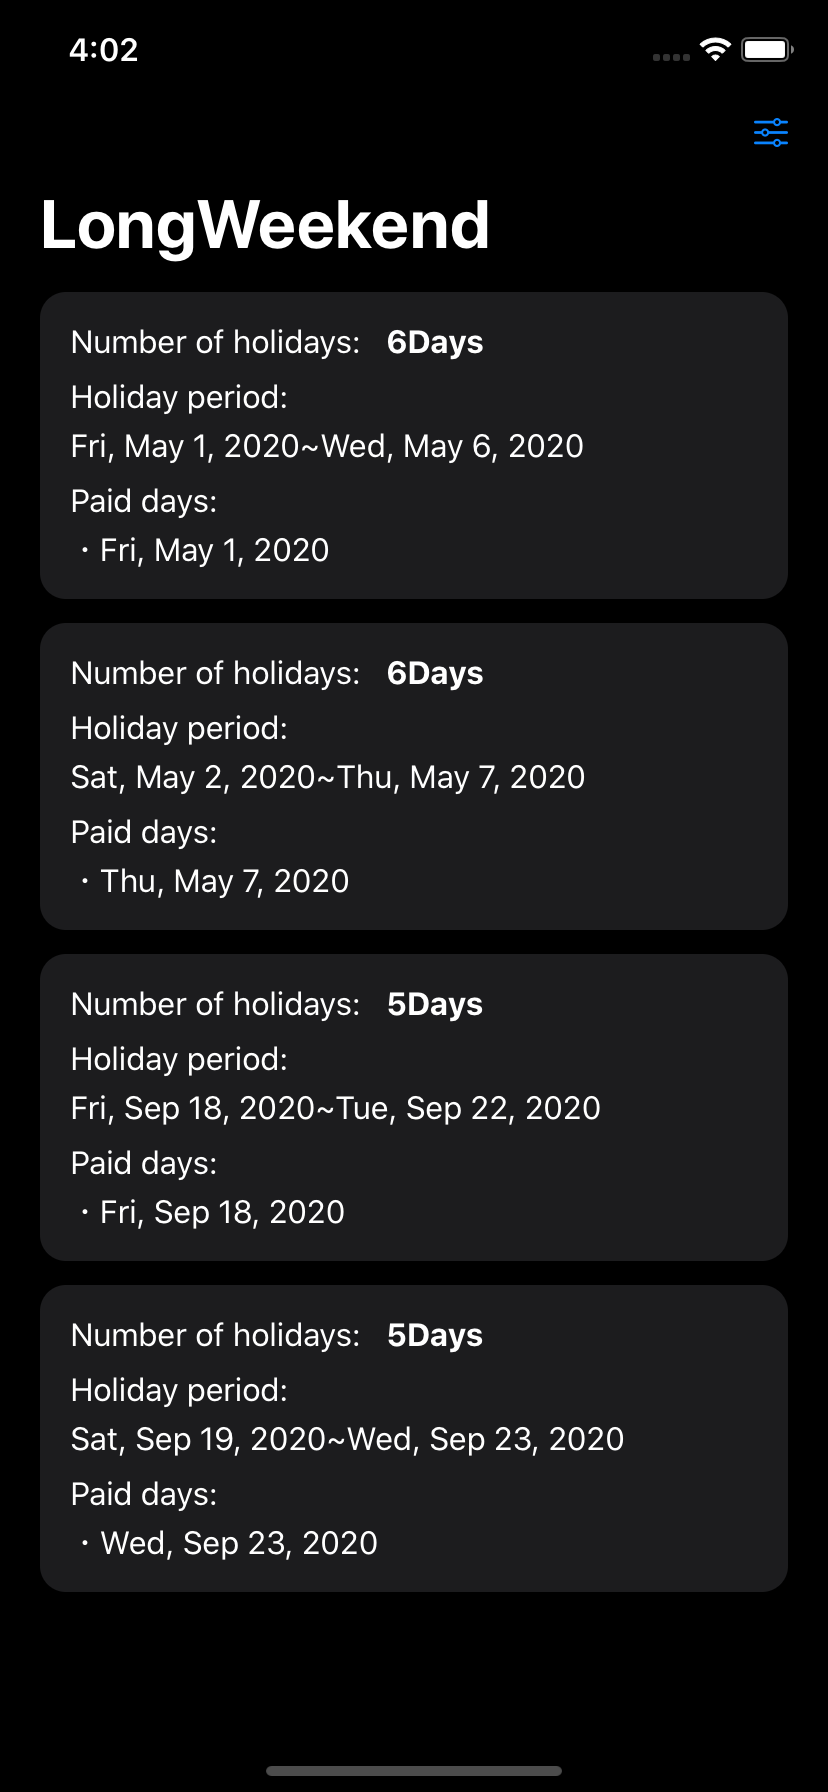 4:02
LongWeekend
Number of holidays: 6Days
Holiday period:
Fri, May 1, 2020~Wed, May 6, 2020
Paid days:
・Fri, May 1, 2020
Number of holidays: 6Days
Holiday period:
Sat, May 2, 2020~Thu, May 7, 2020
Paid days:
・Thu, May 7, 2020
Number of holidays: 5Days
Holiday period:
Fri, Sep 18, 2020~Tue, Sep 22, 2020
Paid days:
・Fri, Sep 18, 2020
Number of holidays: 5Days
Holiday period:
Sat, Sep 19, 2020~Wed, Sep 23, 2020
Paid days:
・Wed, Sep 23, 2020